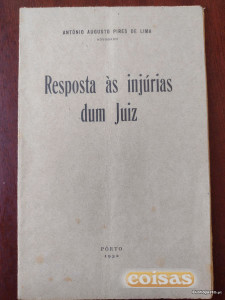 ANTÓNIO AUGUSTO PIRES DE LIMA
Resposta às injúrias
dum Juiz
PÔRTO
coisas